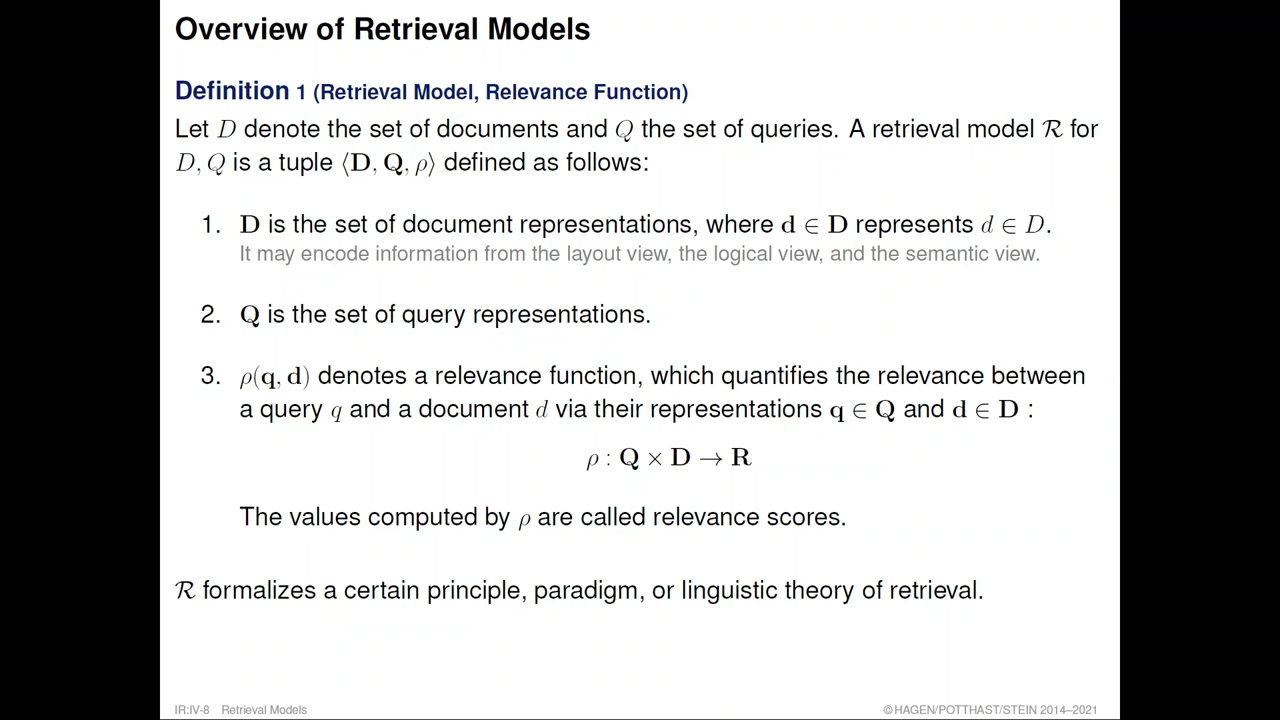 Overview of Retrieval Models
Definition 1 (Retrieval Model, Relevance Function)
Let D denote the set of documents and Q the set of queries. A retrieval model ℛ for
D, Q is a tuple ⟨D, Q, ρ⟩ defined as follows:
1. D is the set of document representations, where d ∈ D represents d ∈ D.
It may encode information from the layout view, the logical view, and the semantic view.
2. Q is the set of query representations.
3. ρ(q, d) denotes a relevance function, which quantifies the relevance between
a query q and a document d via their representations q ∈ Q and d ∈ D :
ρ : Q × D → R
The values computed by ρ are called relevance scores.
ℛ formalizes a certain principle, paradigm, or linguistic theory of retrieval.
IR:IV-8 Retrieval Models
© HAGEN/POTTHAST/STEIN 2014–2021